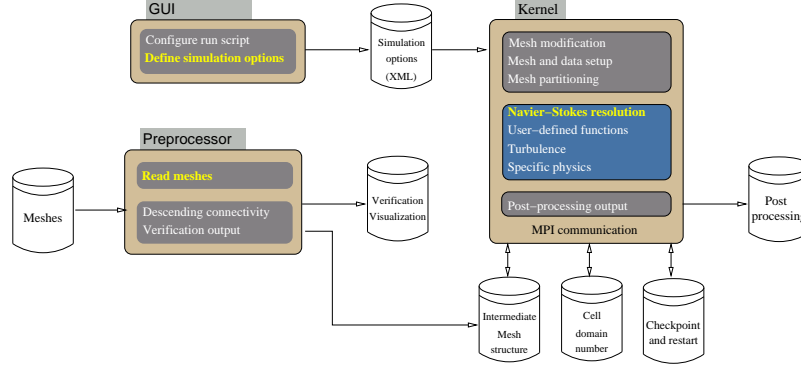 GUI
Configure run script
Define simulation options
Simulation
options
(XML)
Kernel
Mesh modification
Mesh and data setup
Mesh partitioning
Navier−Stokes resolution
User−defined functions
Turbulence
Specific physics
Post−processing output
MPI communication
Preprocessor
Read meshes
Descending connectivity
Verification output
Meshes
Verification
Visualization
Post
processing
Intermediate
Mesh
structure
Cell
domain
number
Checkpoint
and restart